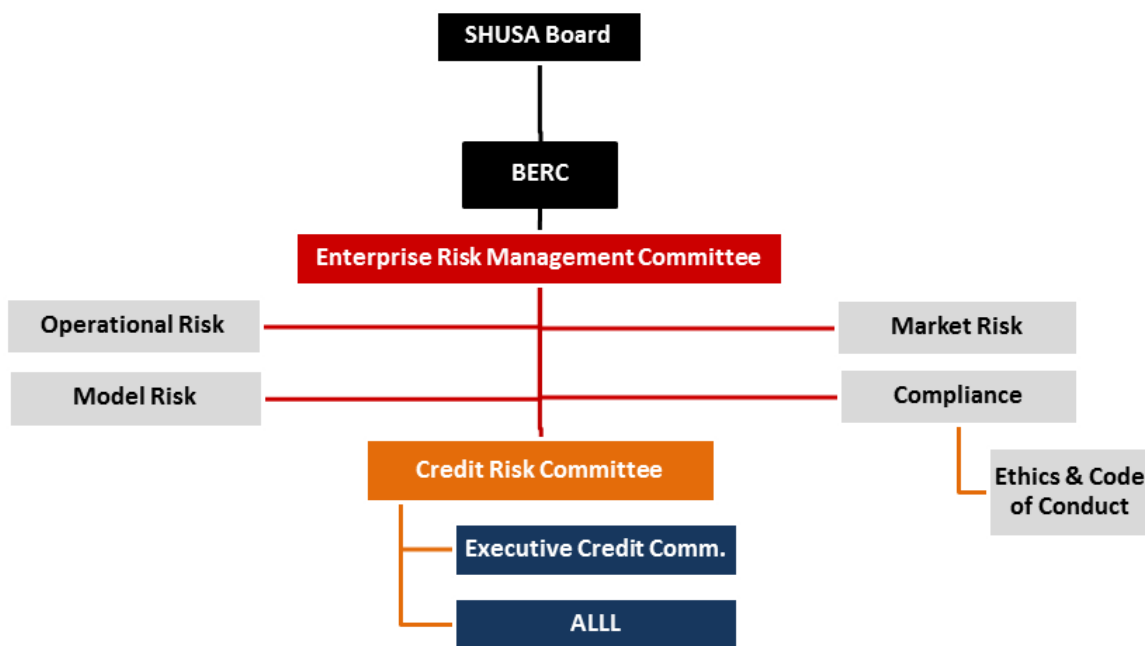 SHUSA Board
BERC
Enterprise Risk Management Committee
Operational Risk
Market Risk
Model Risk
Compliance
Credit Risk Committee
Ethics & Code
of Conduct
Executive Credit Comm.
ALLL